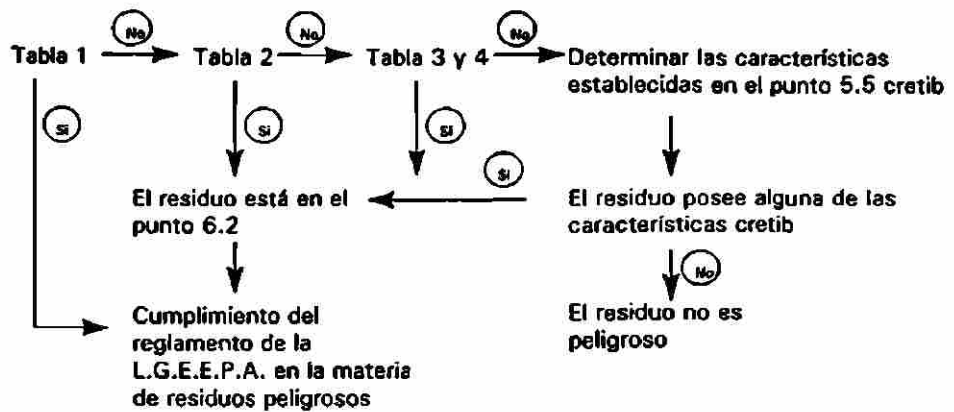 No
No
No
Tabla 1
Tabla 2
Tabla 3 y 4
Determinar las características
establecidas en el punto 5.5 cretib
Si
Si
Si
Si
El residuo está en el
punto 6.2
El residuo posee alguna de las
características cretib
No
Cumplimiento del
reglamento de la
L.G.E.E.P.A. en la materia
de residuos peligrosos
El residuo no es
peligroso